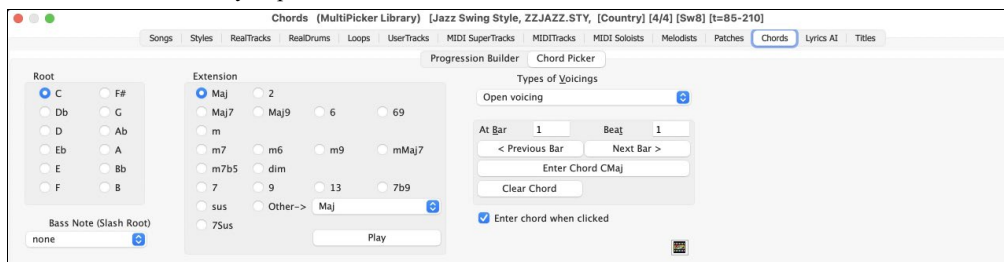 Chords (MultiPicker Library) [Jazz Swing Style, ZZJAZZ.STY, [Country] [4/4] [Sw8] [t=85-210]
Songs Styles RealTracks RealDrums Loops UserTracks MIDI SuperTracks MIDITracks MIDI Soloists Melodists Patches Chords Lyrics AI Titles
Progression Builder Chord Picker
Root
C F#
Db G
D Ab
Eb A
E Bb
F B
Bass Note (Slash Root)
none
Extension
Maj 2
Maj7 Maj9 6 69
m
m7 m6 m9 mMaj7
m7b5 dim
7 9 13 7b9
sus Other-> Maj
7Sus
Play
Types of Voicings
Open voicing
At Bar 1 Beat 1
< Previous Bar Next Bar >
Enter Chord CMaj
Clear Chord
Enter chord when clicked